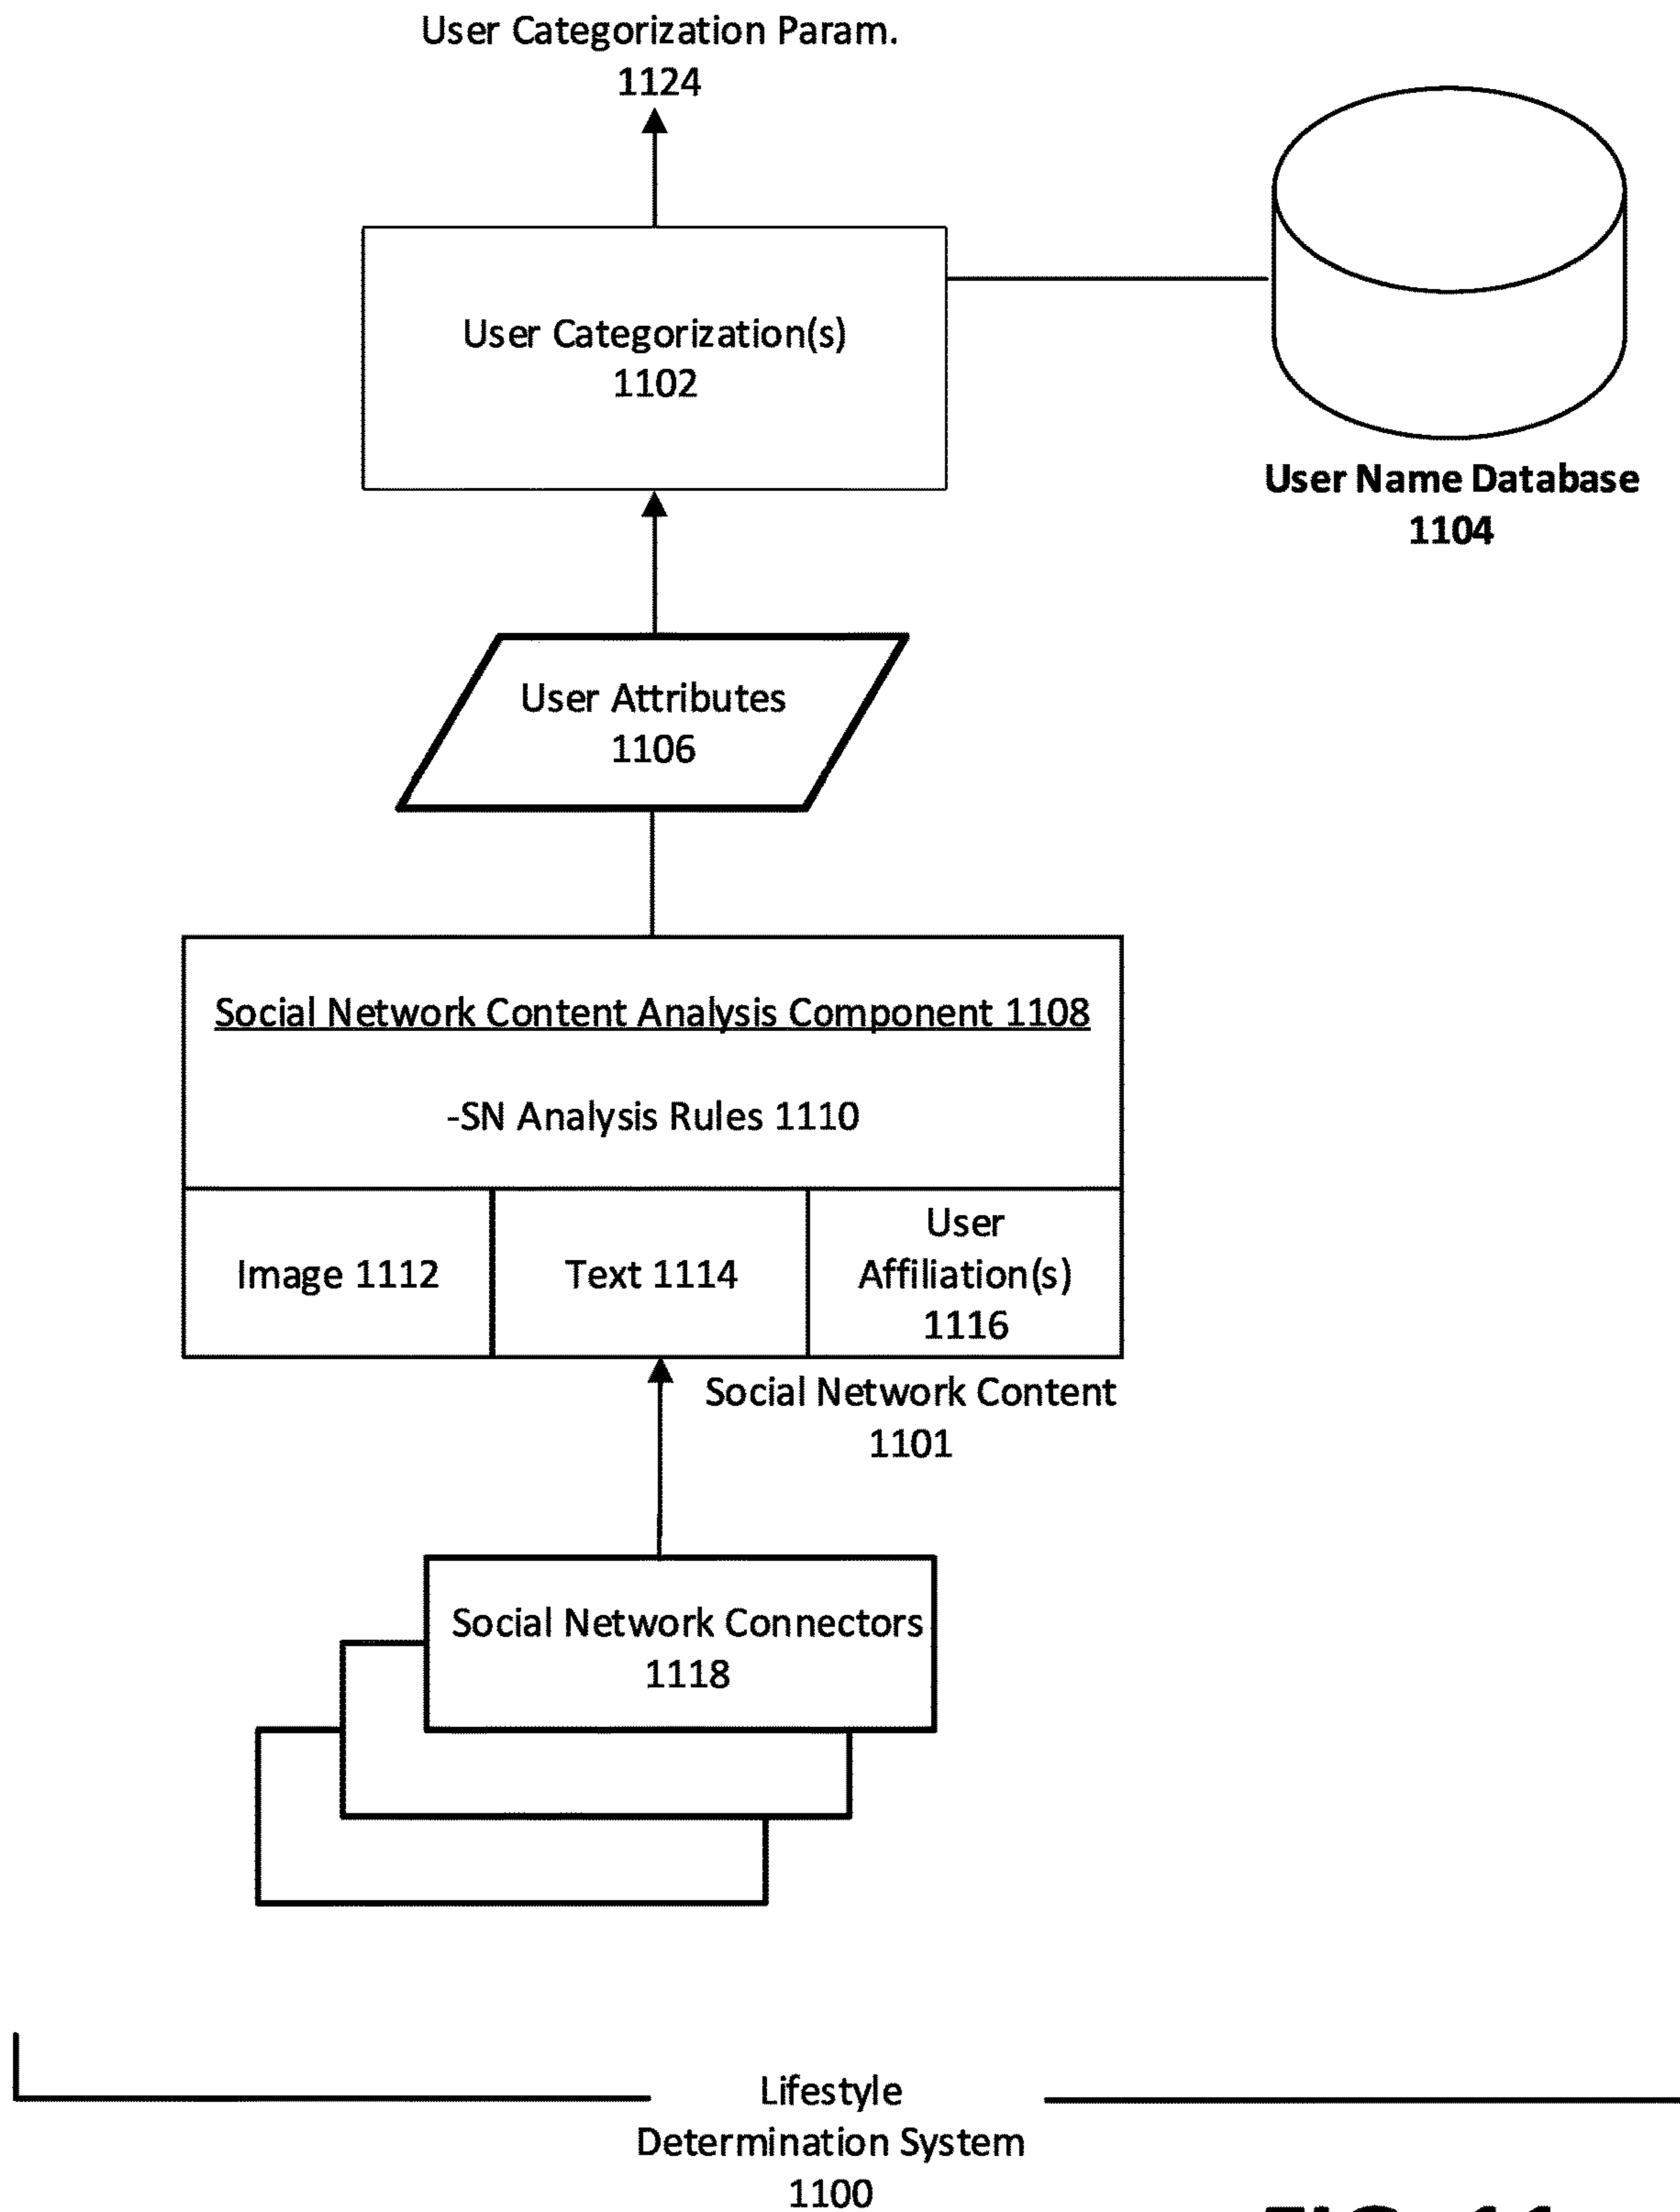 User Categorization Param.
1124
User Categorization(s)
1102
User Name Database
1104
User Attributes
1106
Social Network Content Analysis Component 1108
-SN Analysis Rules 1110
Image 1112
Text 1114
User
Affiliation(s)
1116
Social Network Content
1101
Social Network Connectors
1118
Lifestyle
Determination System
1100